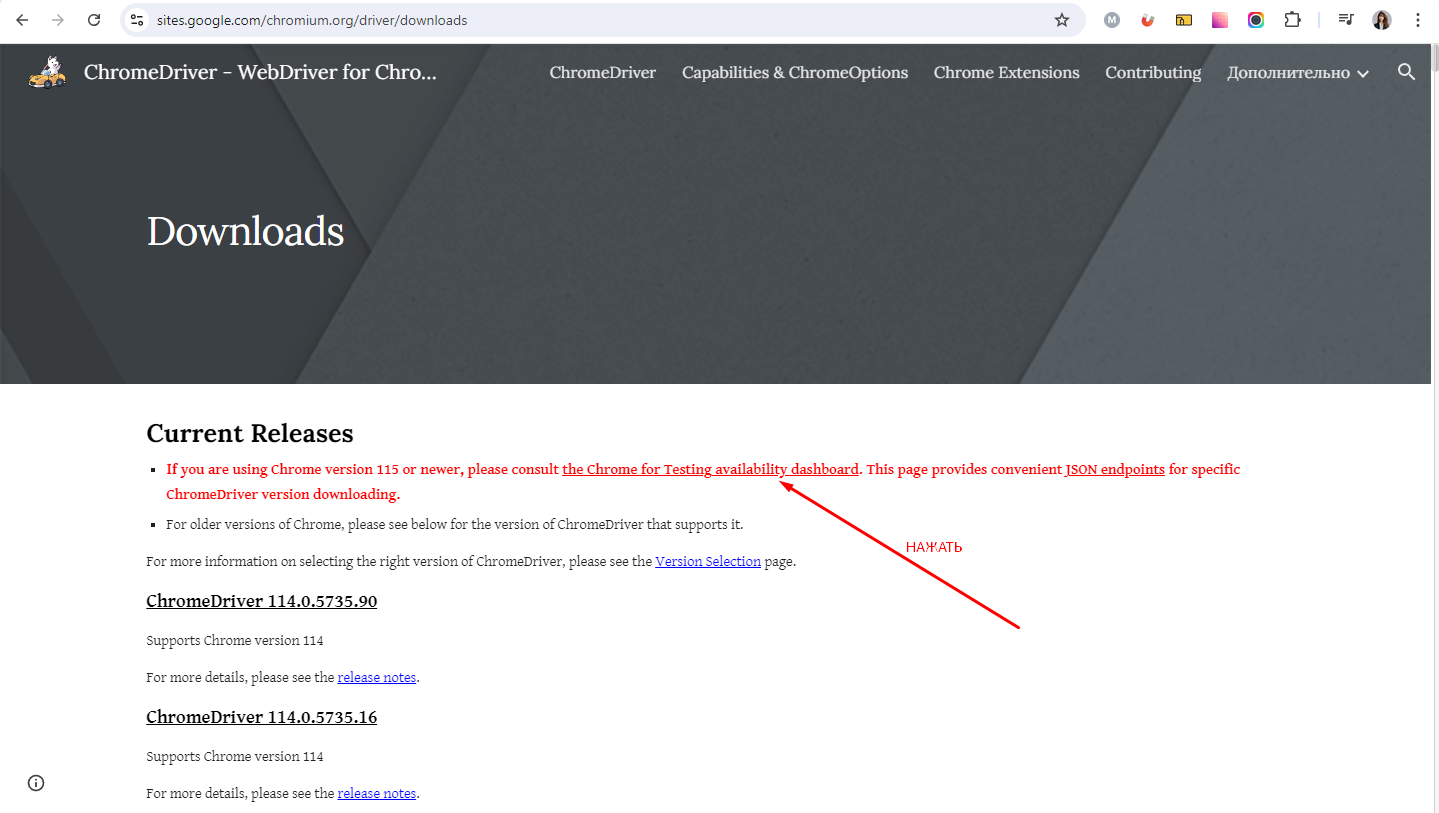 sites.google.com/chromium.org/driver/downloads
M
n
ChromeDriver - WebDriver for Chro...
ChromeDriver
Capabilities & ChromeOptions
Chrome Extensions
Contributing
Дополнительно
Downloads
Current Releases
If you are using Chrome version 115 or newer, please consult the Chrome for Testing availability dashboard. This page provides convenient JSON endpoints for specific
ChromeDriver version downloading.
For older versions of Chrome, please see below for the version of ChromeDriver that supports it.
НАЖАТЬ
For more information on selecting the right version of ChromeDriver, please see the Version Selection page.
ChromeDriver 114.0.5735.90
Supports Chrome version 114
For more details, please see the release notes.
ChromeDriver 114.0.5735.16
Supports Chrome version 114
For more details, please see the release notes.